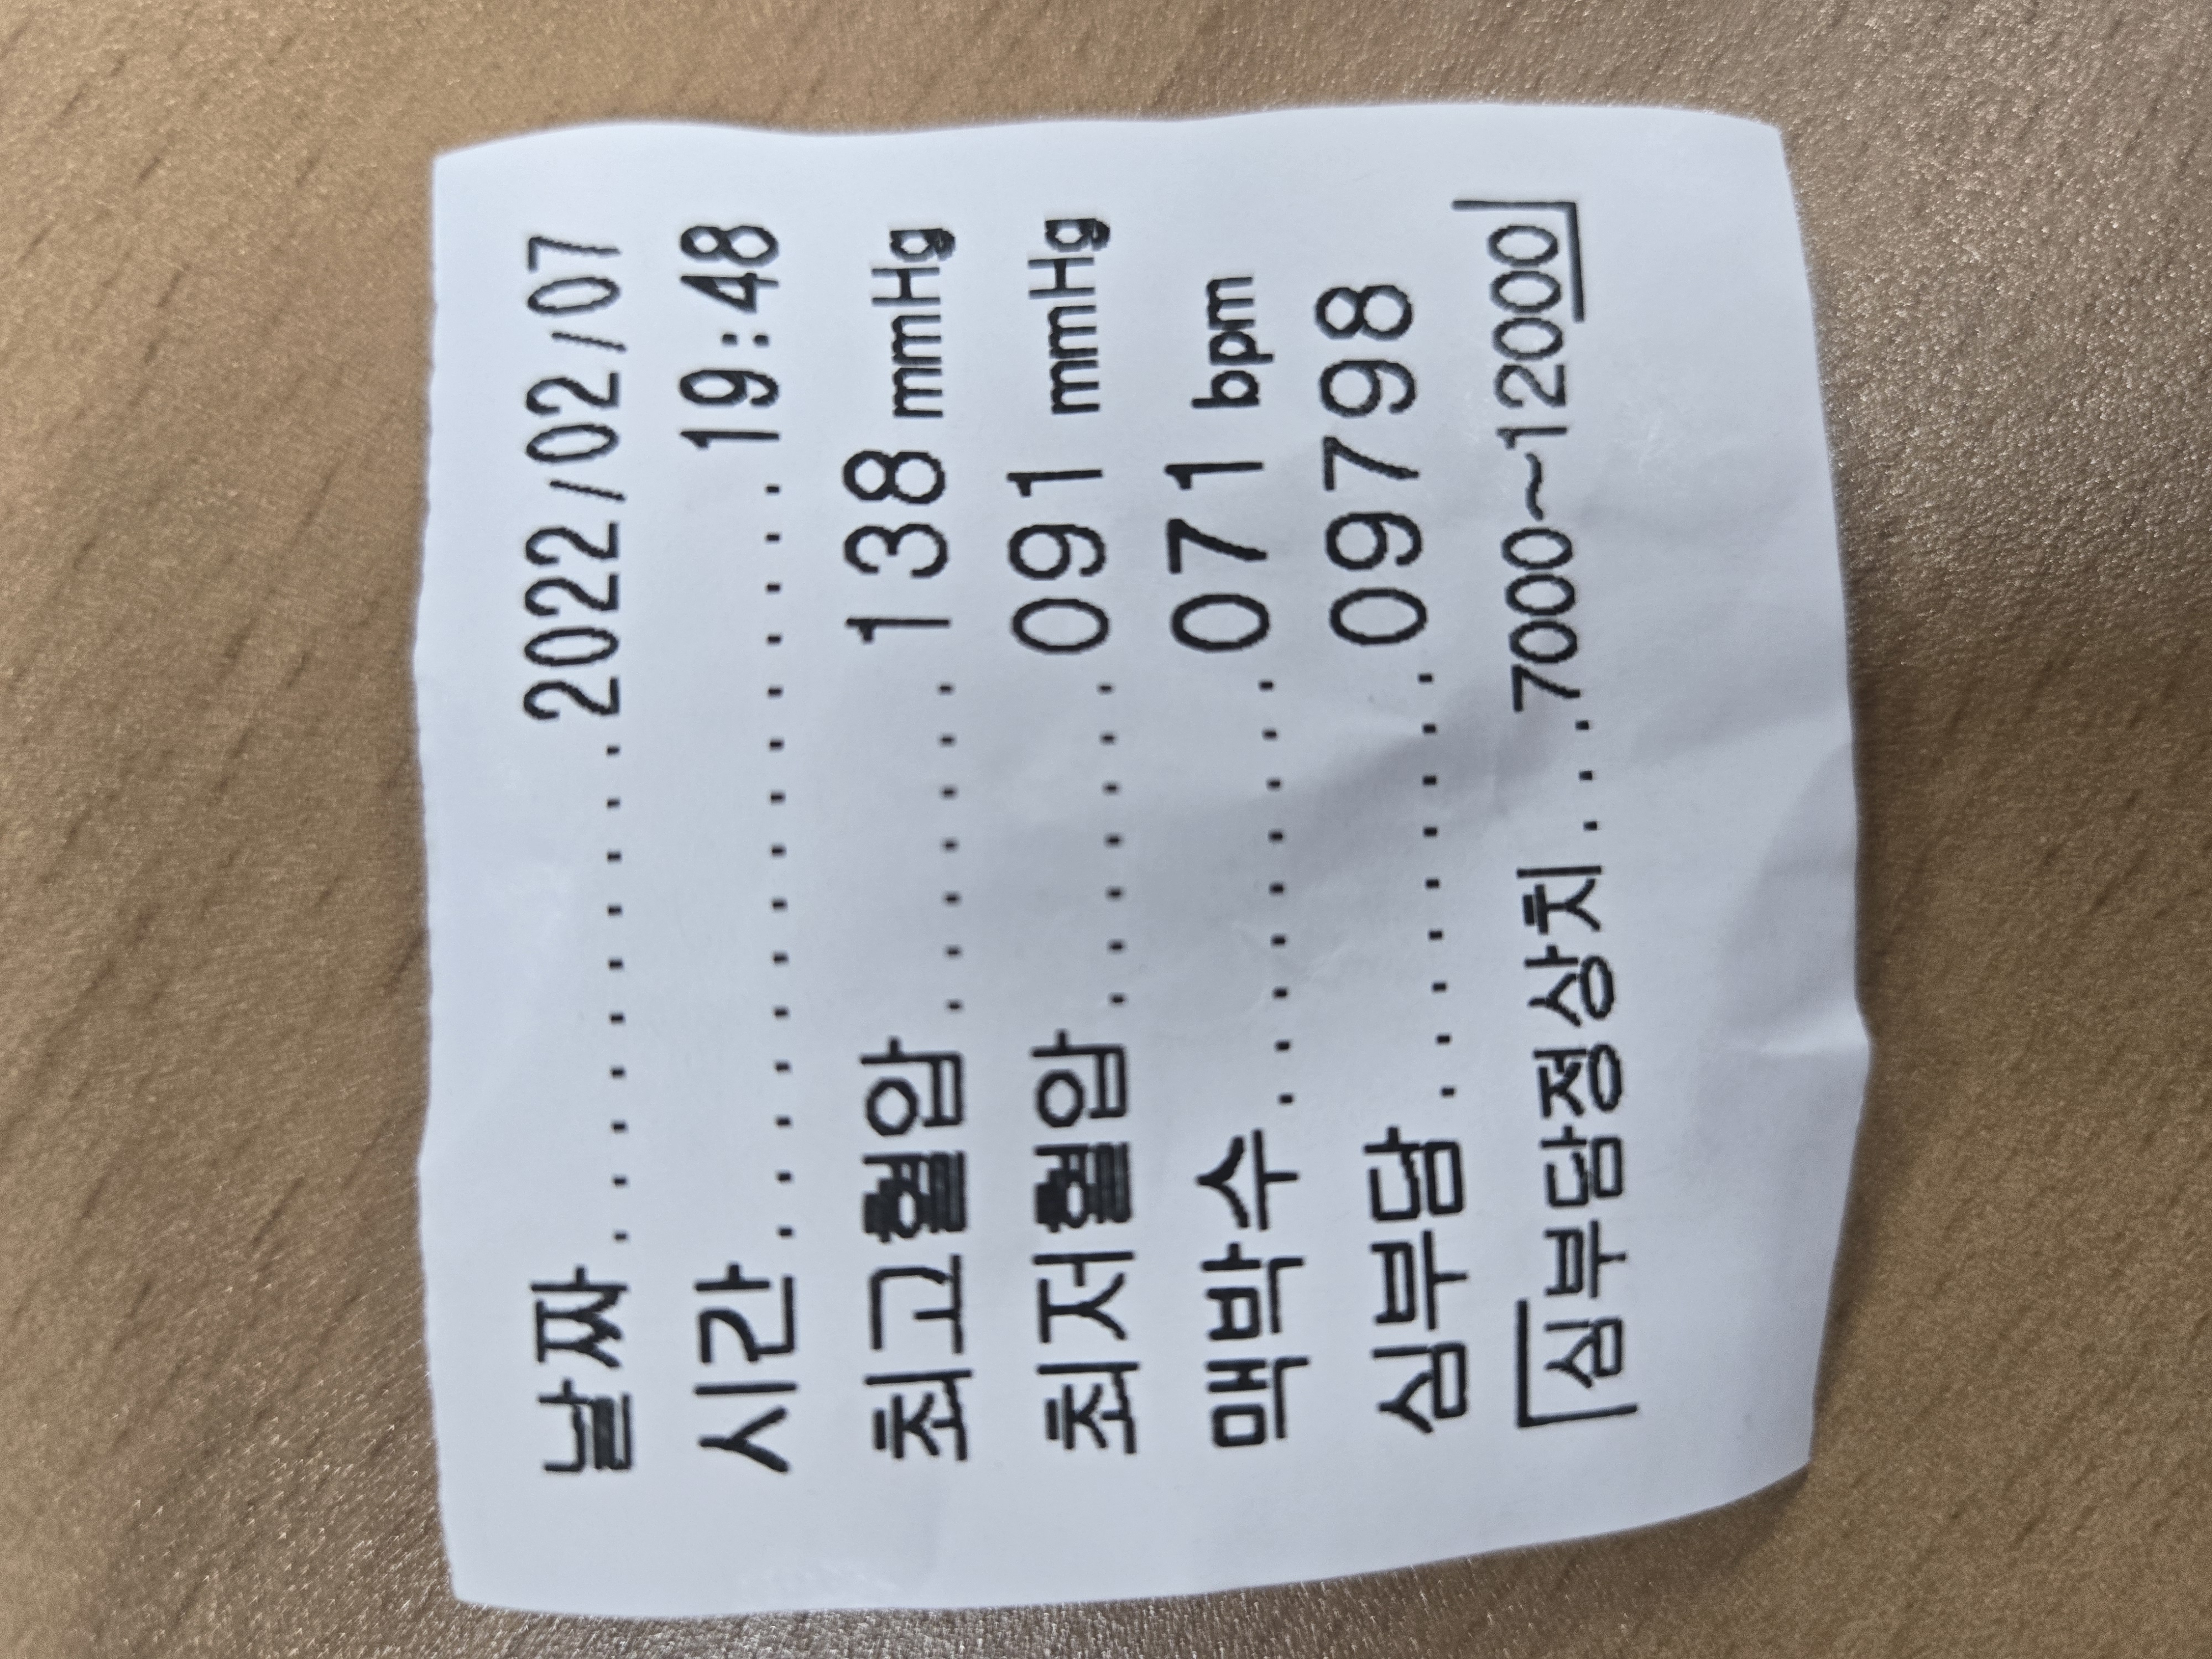 날짜...........2022/02/07
시간...............19:48
최고혈압.......138 mmHg
최저혈압.......091 mmHg
맥박수.........071 bpm
심부담.........09798
「심부담정상치...7000~12000」